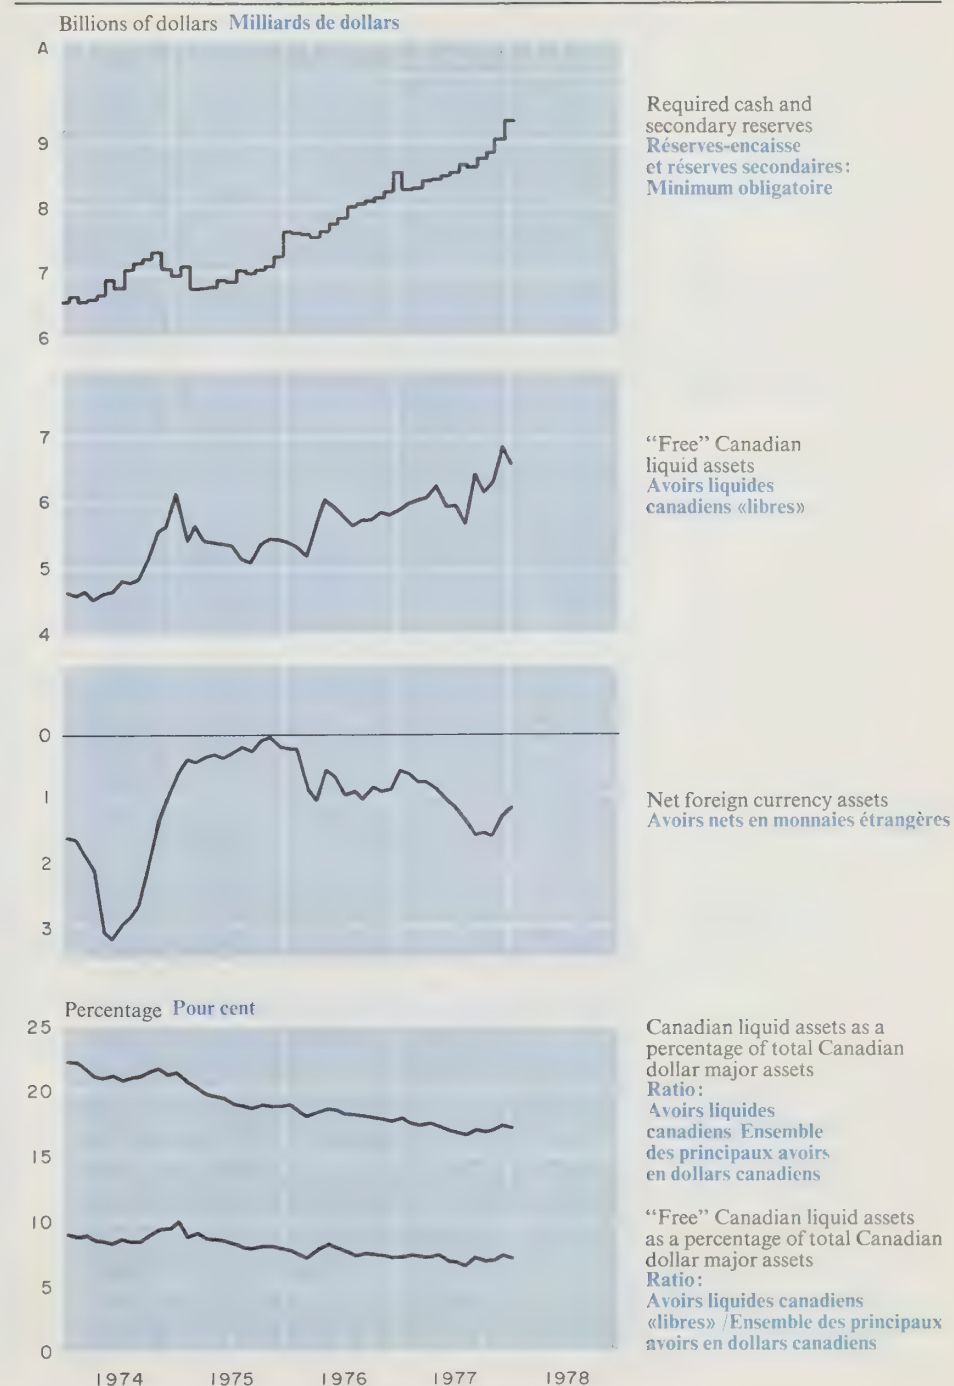 Billions of dollars Milliards de dollars
A
9
8
7
6
Required cash and
secondary reserves
Réserves-encaisse
et réserves secondaires:
Minimum obligatoire
7
6
5
4
"Free" Canadian
liquid assets
Avoirs liquides
canadiens «libres»
0
1
2
3
Net foreign currency assets
Avoirs nets en monnaies étrangères
Percentage Pour cent
25
20
15
10
5
0
Canadian liquid assets as a
percentage of total Canadian
dollar major assets
Ratio:
Avoirs liquides
canadiens Ensemble
des principaux avoirs
en dollars canadiens
"Free" Canadian liquid assets
as a percentage of total Canadian
dollar major assets
Ratio:
Avoirs liquides canadiens
«libres» /Ensemble des principaux
avoirs en dollars canadiens
1974 1975 1976 1977 1978